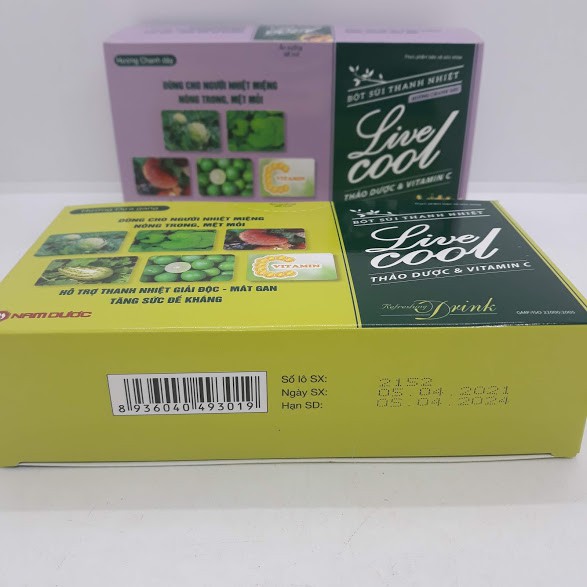 Hương Chanh dây
DÙNG CHO NGƯỜI NHIỆT MIỆNG
NÓNG TRONG, MỆT MỎI
VITAMIN
BỘT SỦI THANH NHIỆT
Live
cool
THẢO DƯỢC & VITAMIN C
DÙNG CHO NGƯỜI NHIỆT MIỆNG
NÓNG TRONG, MỆT MỎI
VITAMIN
HỖ TRỢ THANH NHIỆT GIẢI ĐỘC - MÁT GAN
TĂNG SỨC ĐỀ KHÁNG
NAM DƯỢC
BỘT SỦI THANH NHIỆT
Live
cool
THẢO DƯỢC & VITAMIN C
Refreshing
Drink
8 936040 493019
Số lô SX: 2152
Ngày SX: 05.04.2021
Hạn SD: 05.04.2024